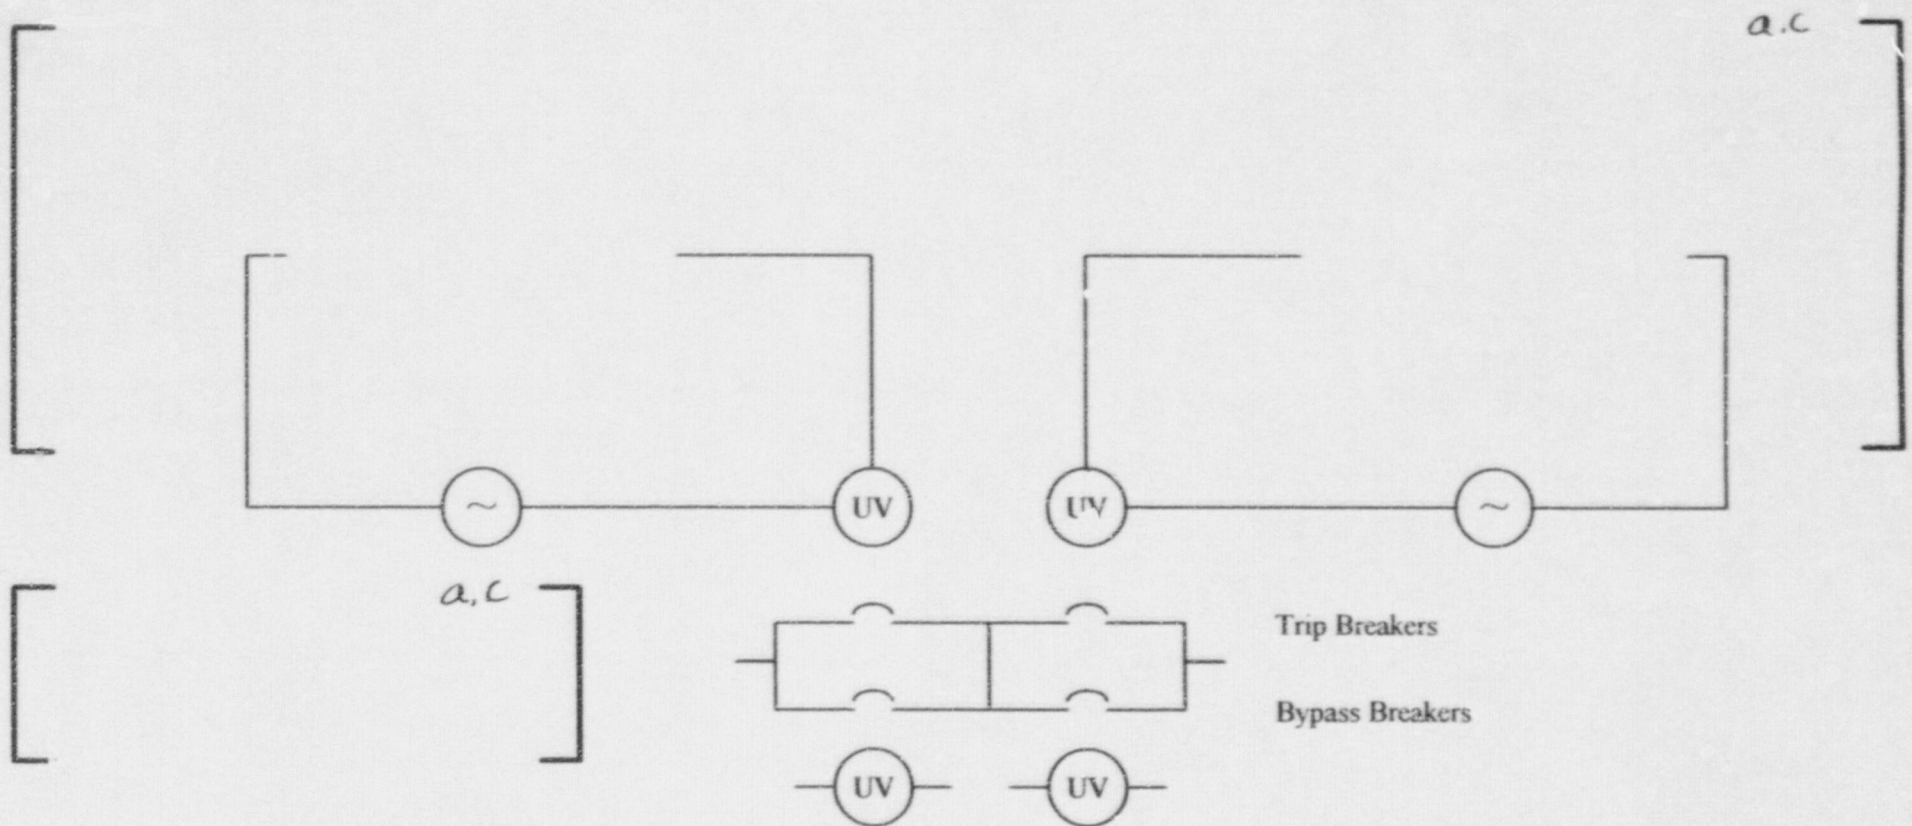 a.c
~
UV
UV
~
a,c
Trip Breakers
Bypass Breakers
UV
UV